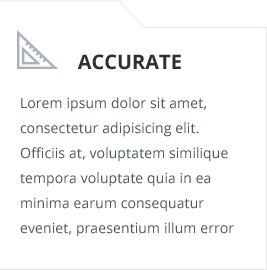 ACCURATE
Lorem ipsum dolor sit amet,
consectetur adipisicing elit.
Officiis at, voluptatem similique
tempora voluptate quia in ea
minima earum consequatur
eveniet, praesentium illum error